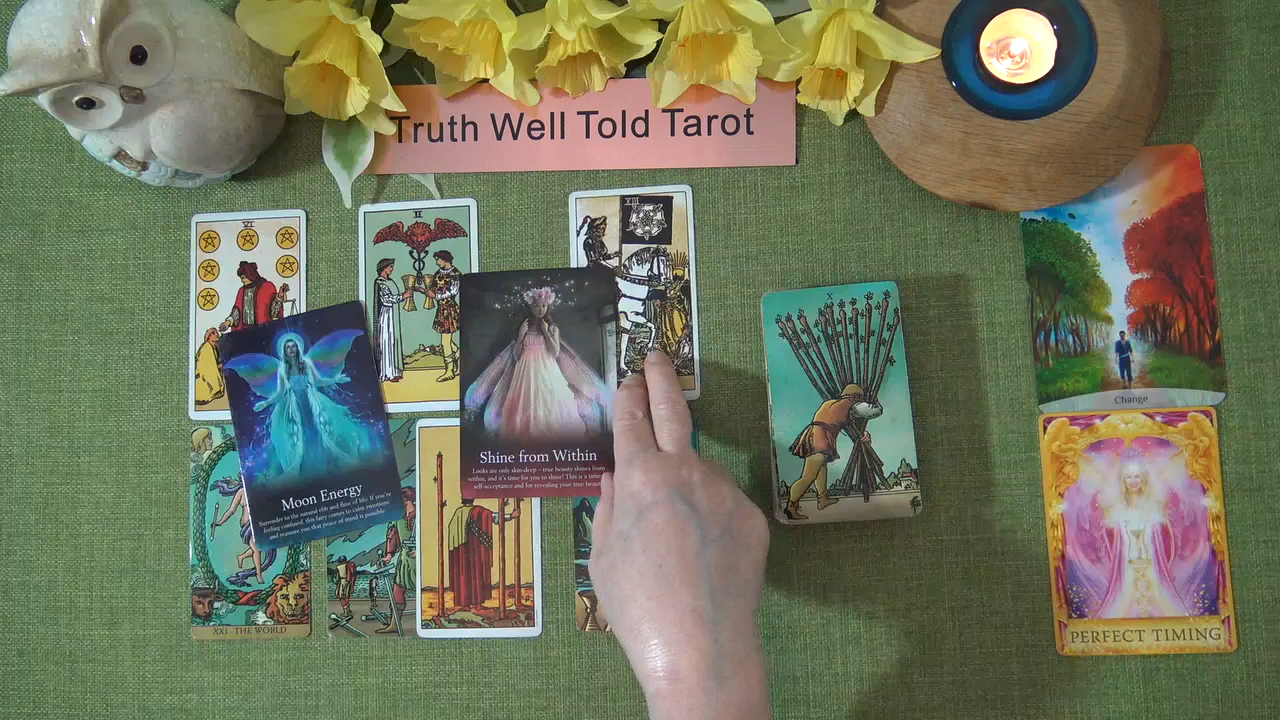 Truth Well Told Tarot
VI
II
XIII
X
Change
Shine from Within
Looks are only skin-deep – true beauty shines from
within, and it's time for you to shine! This is a time
self-acceptance and for revealing your true
Moon Energy
Surrender to the natural ebb and flow of life. If you're
feeling confused, this fairy comes to calm emotions
and reassure you that peace of mind is possible
XXI THE WORLD
PERFECT TIMING